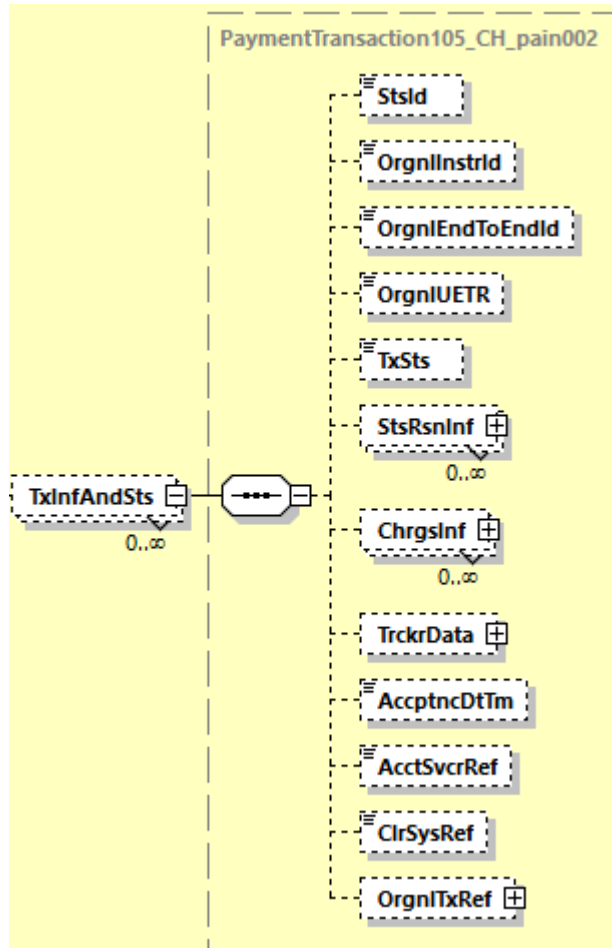 PaymentTransaction105_CH_pain002
StsId
OrgnlInstrId
OrgnlEndToEndId
OrgnlUETR
TxSts
StsRsnInf
0..∞
TxInfAndSts
0..∞
ChrgsInf
0..∞
TrckrData
AccptncDtTm
AcctSvcrRef
ClrSysRef
OrgnlTxRef